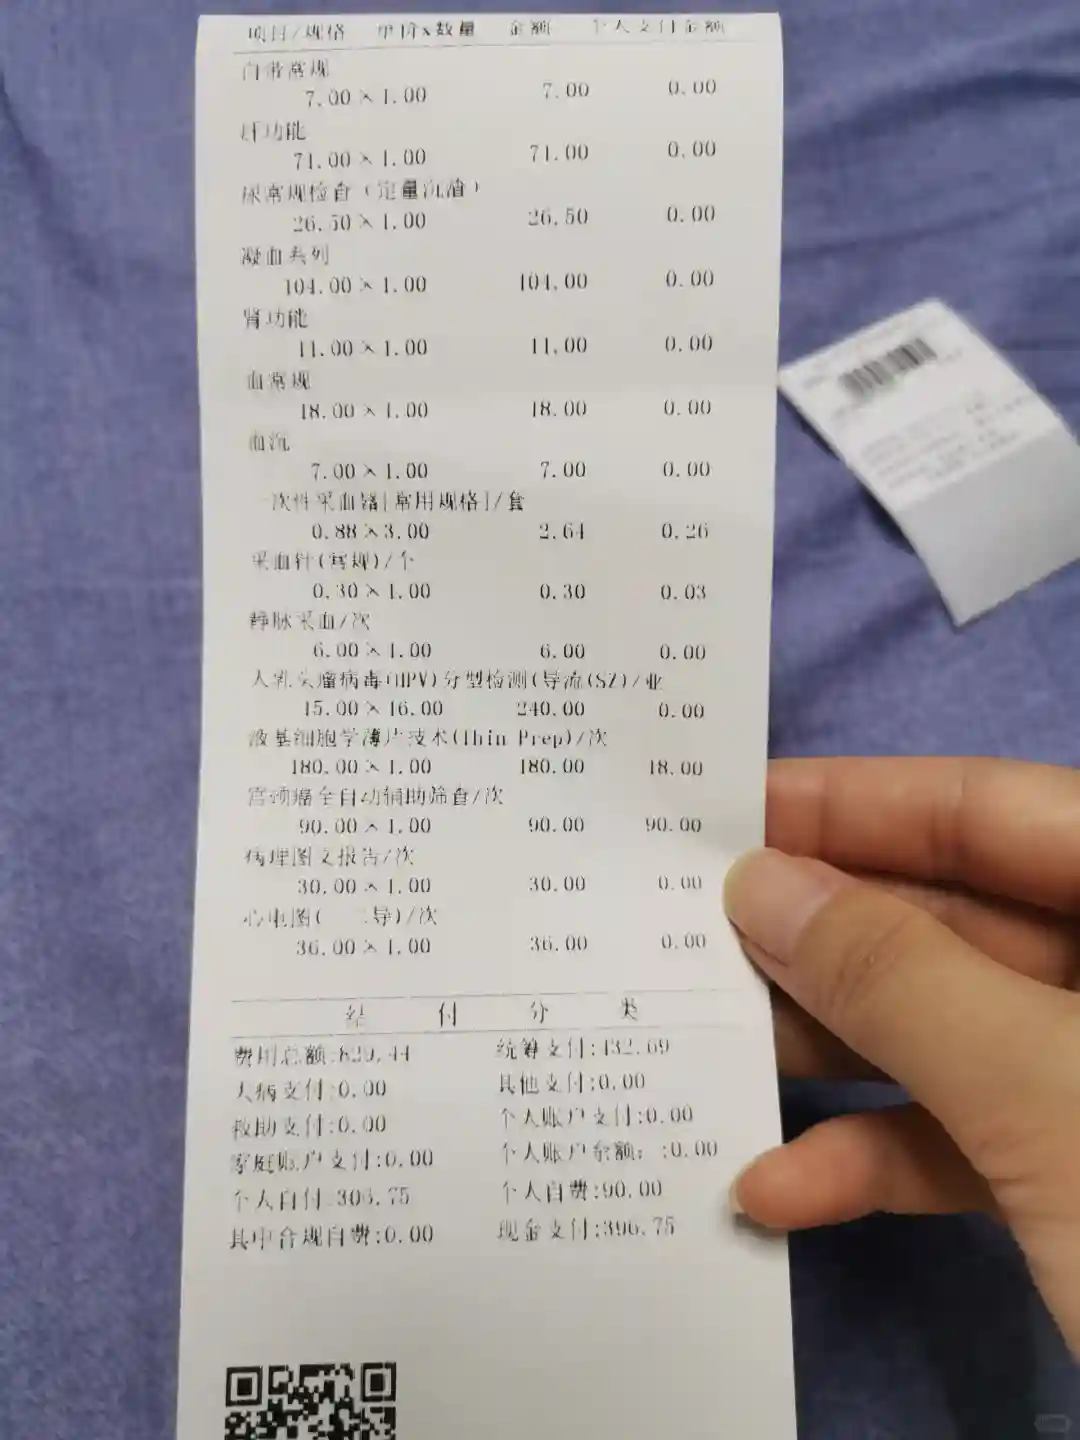 项目/规格 单价x数量 金额 个人支付金额
白带常规
7.00×1.00 7.00 0.00
肝功能
71.00×1.00 71.00 0.00
尿常规检查(定量沉渣)
26.50×1.00 26.50 0.00
凝血系列
104.00×1.00 104.00 0.00
肾功能
11.00×1.00 11.00 0.00
血常规
18.00×1.00 18.00 0.00
血沉
7.00×1.00 7.00 0.00
一次性采血器[常用规格]/套
0.88×3.00 2.64 0.26
采血针(常规)/个
0.30×1.00 0.30 0.03
静脉采血/次
6.00×1.00 6.00 0.00
人乳头瘤病毒(HPV)分型检测(导流(SZ)/亚
15.00×16.00 240.00 0.00
液基细胞学薄片技术(Thin Prep)/次
180.00×1.00 180.00 18.00
宫颈癌全自动辅助筛查/次
90.00×1.00 90.00 90.00
病理图文报告/次
30.00×1.00 30.00 0.00
心电图( 二导)/次
36.00×1.00 36.00 0.00
结付分类
费用总额:829.44 统筹支付:432.69
大病支付:0.00 其他支付:0.00
救助支付:0.00 个人账户支付:0.00
家庭账户支付:0.00 个人账户余额: :0.00
个人自付:306.75 个人自费:90.00
其中合规自费:0.00 现金支付:396.75